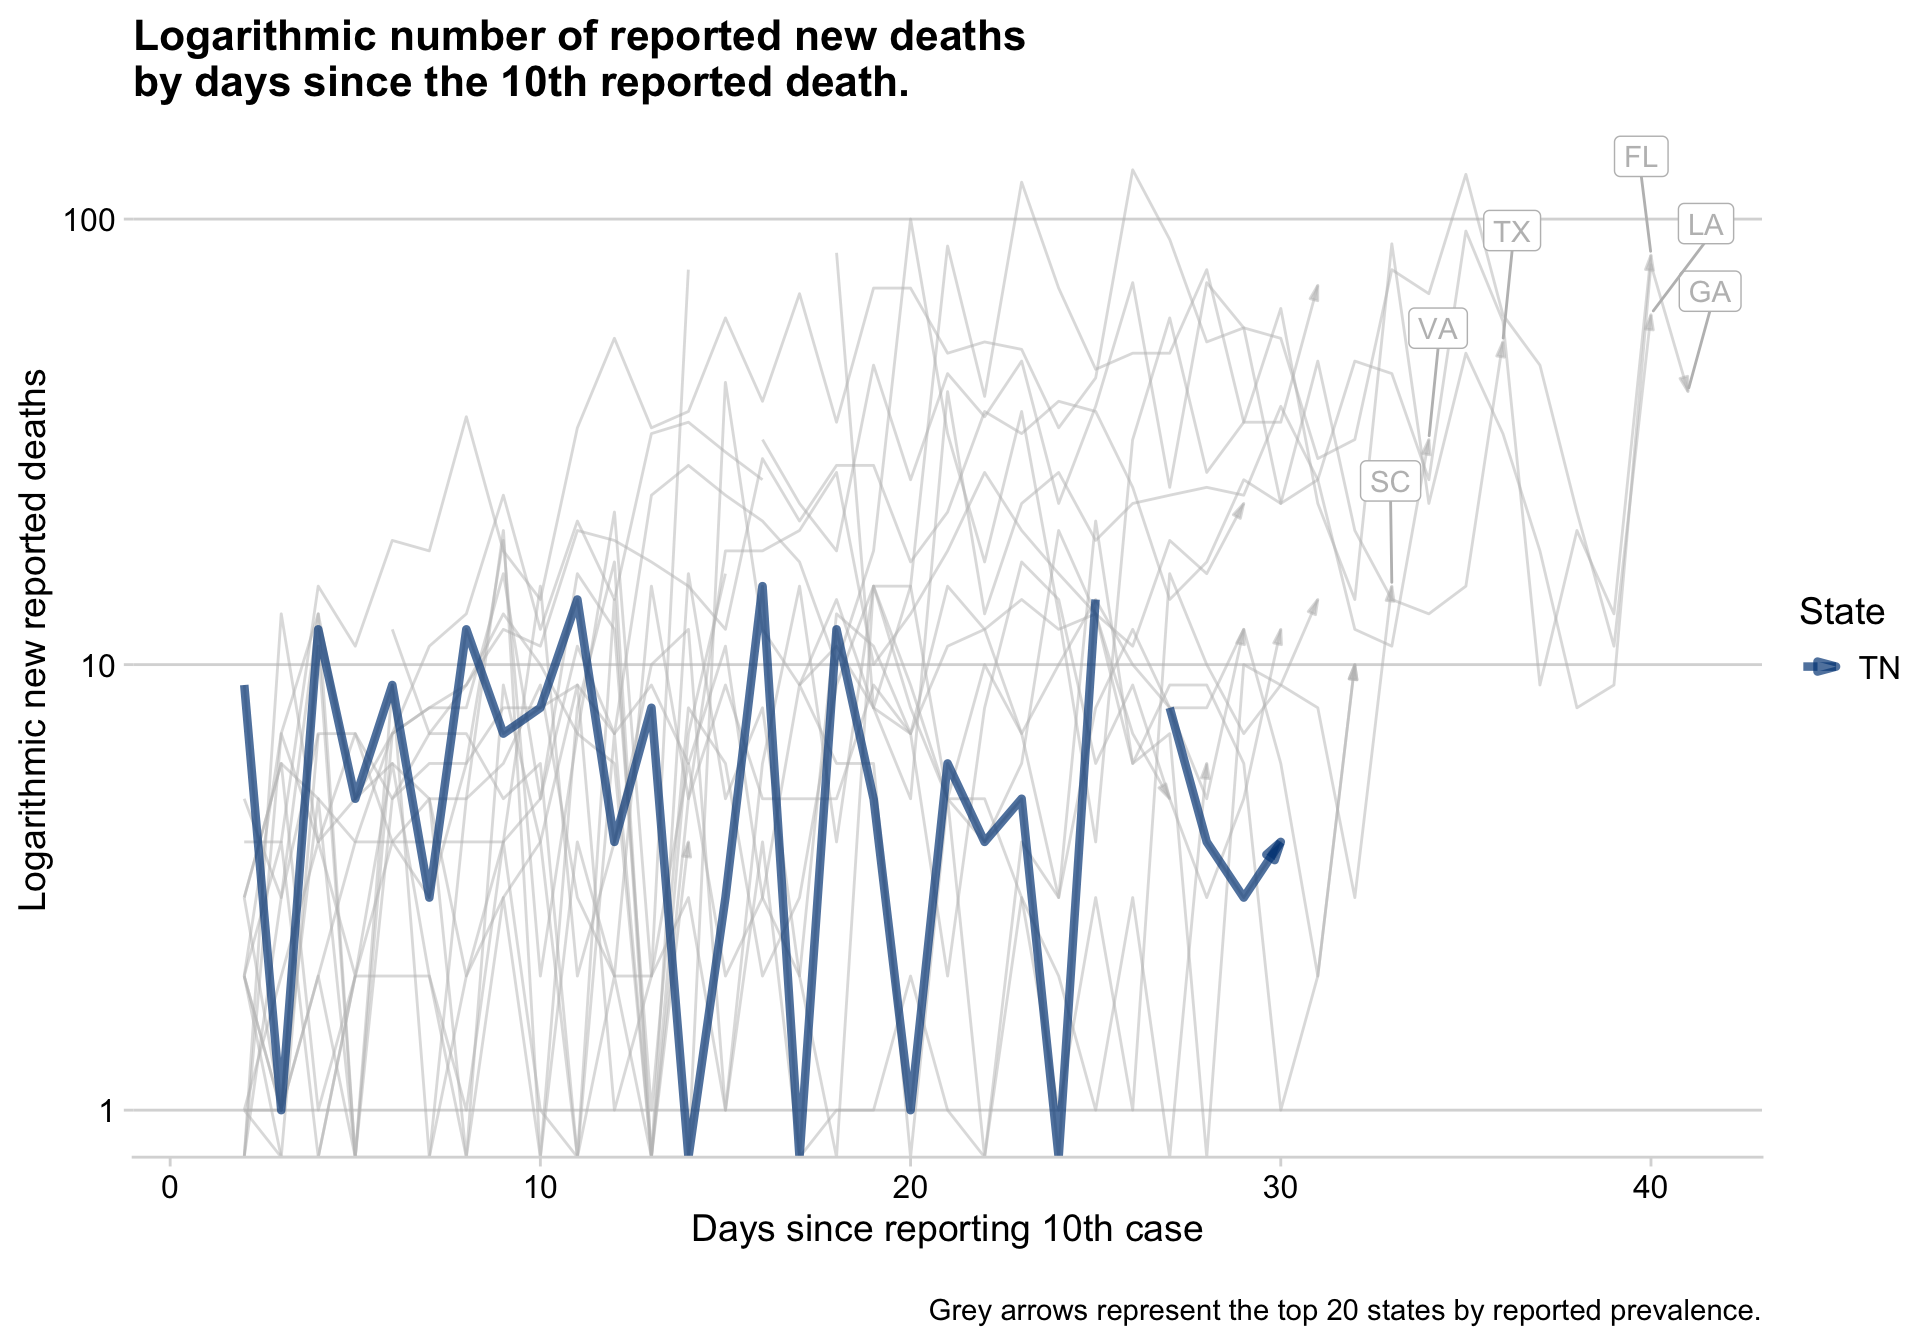 Logarithmic number of reported new deaths
by days since the 10th reported death.
Logarithmic new reported deaths
100
10
1
FL
LA
TX
GA
VA
SC
State
TN
0
10
20
30
40
Days since reporting 10th case
Grey arrows represent the top 20 states by reported prevalence.